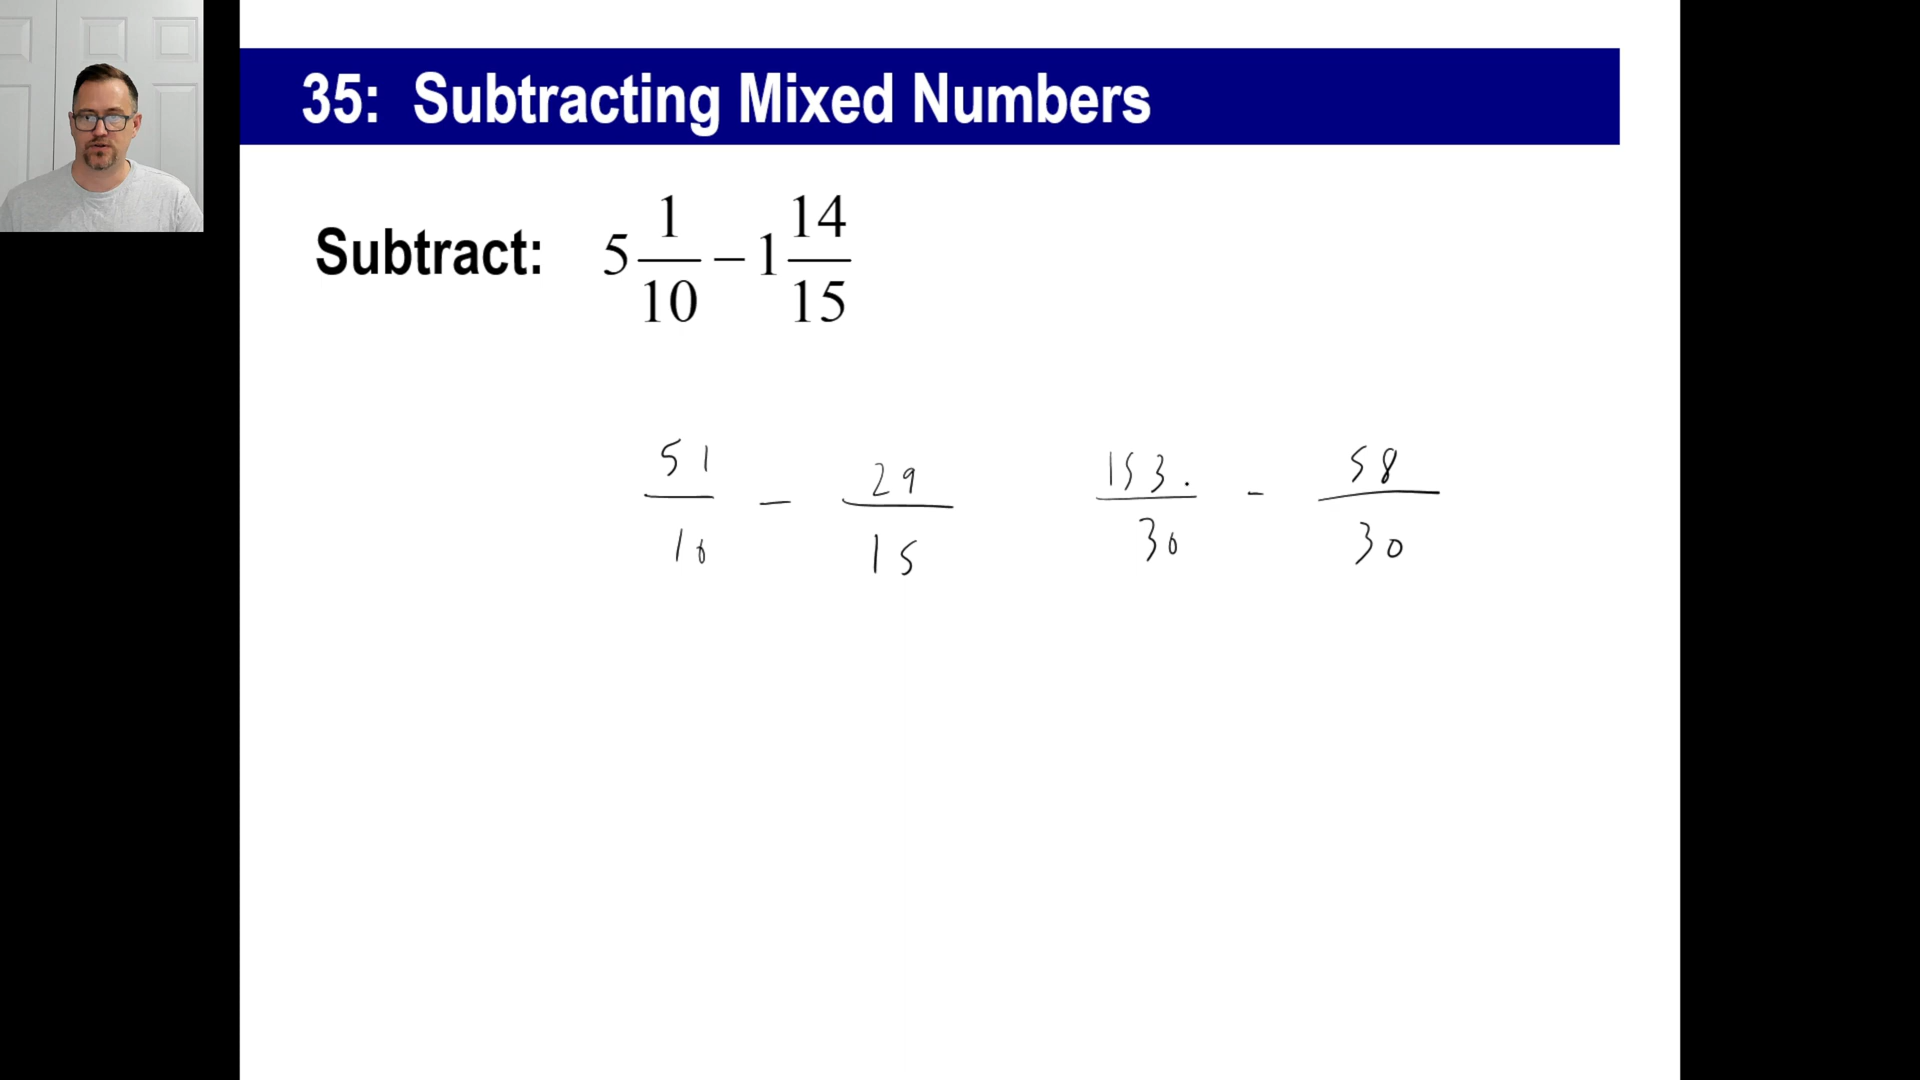 35: Subtracting Mixed Numbers
Subtract: 5 1/10 − 1 14/15
51/10 − 29/15 153./30 - 58/30